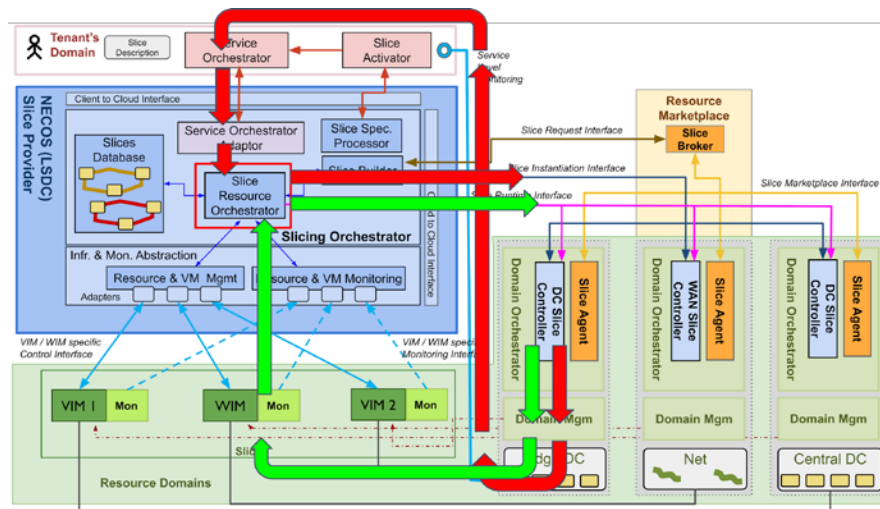 Tenant's
Domain
Slice
Description
Service
Orchestrator
Slice
Activator
Service
level
Monitoring
NECOS (LSDC)
Slice Provider
Client to Cloud Interface
Slices
Database
Service Orchestrator
Adaptor
Slice Spec.
Processor
Slice Builder
Slice
Resource
Orchestrator
Slicing Orchestrator
Cloud to Cloud Interface
Resource
Marketplace
Slice
Broker
Slice Request Interface
Slice Instantiation Interface
Slice Marketplace Interface
Slice Runtime Interface
Infr. & Mon. Abstraction
Resource & VM Mgmt
Resource & VM Monitoring
Adapters
VIM / WIM specific
Control Interface
VIM / WIM specific
Monitoring Interface
Domain Orchestrator
DC Slice
Controller
Slice Agent
Domain Orchestrator
WAN Slice
Controller
Slice Agent
Domain Orchestrator
DC Slice
Controller
Slice Agent
VIM 1
Mon
WIM
Mon
VIM 2
Mon
Domain Mgm
Domain Mgm
Domain Mgm
Slic
Resource Domains
Edge DC
Net
Central DC